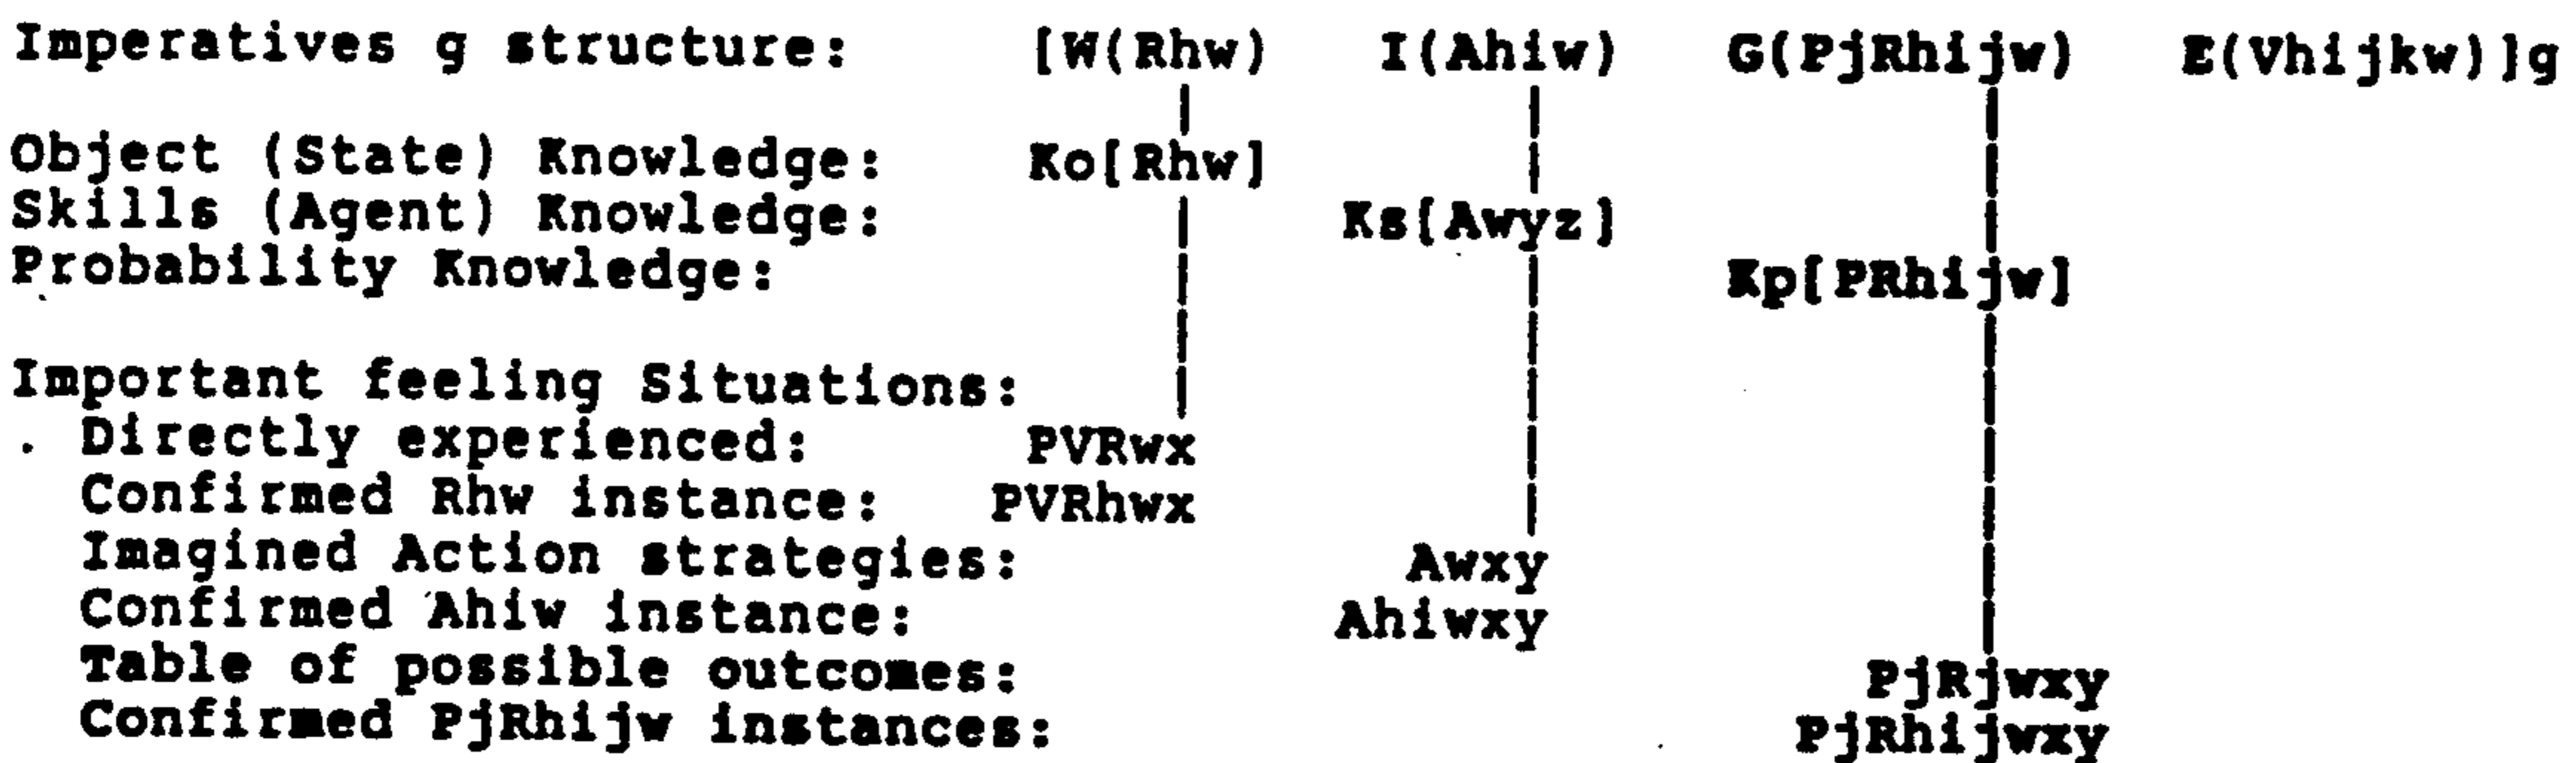 Imperatives g structure: [W(Rhw) I(Ahiw) G(PjRhijw) E(Vhijkw)]g
Object (State) Knowledge: Ko[Rhw]
Skills (Agent) Knowledge: Ks[Awyz]
Probability Knowledge: Kp[PRhijw]
Important feeling Situations:
Directly experienced: PVRwx
Confirmed Rhw instance: PVRhwx
Imagined Action strategies: Awxy
Confirmed Ahiw instance: Ahiwxy
Table of possible outcomes: PjRjwxy
Confirmed PjRhijw instances: PjRhijwxy